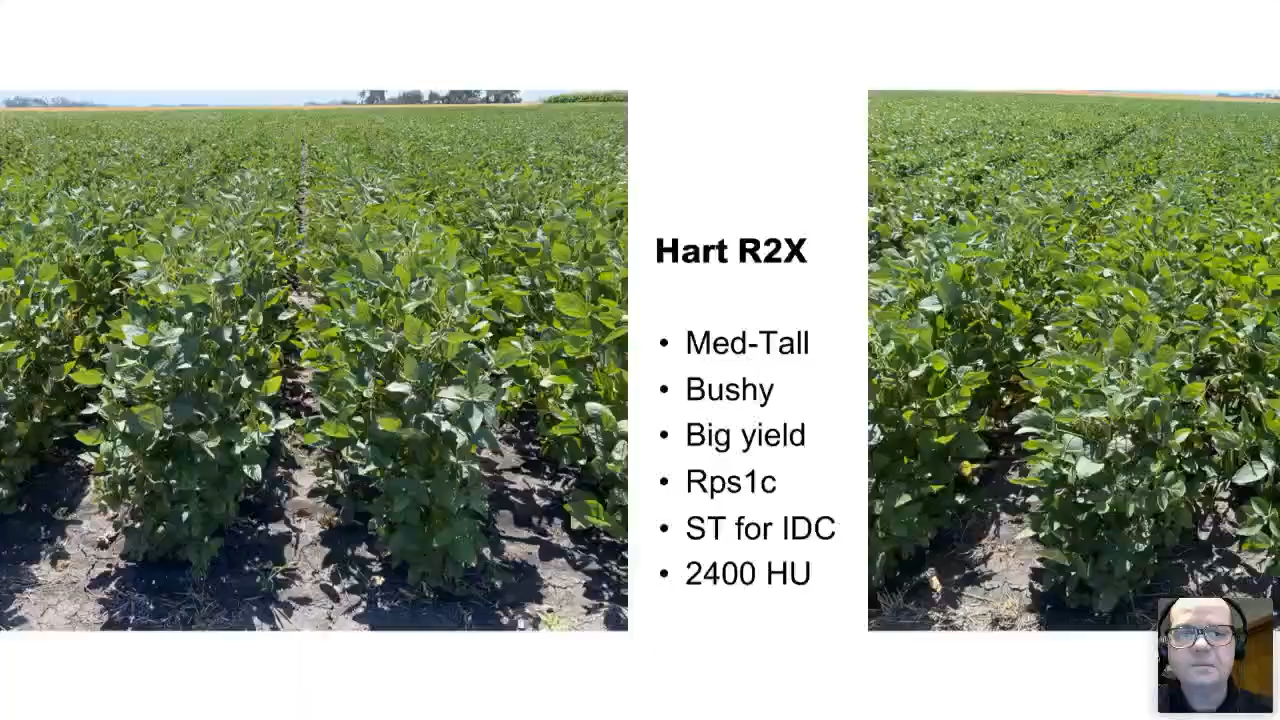 Hart R2X
• Med-Tall
• Bushy
• Big yield
• Rps1c
• ST for IDC
• 2400 HU